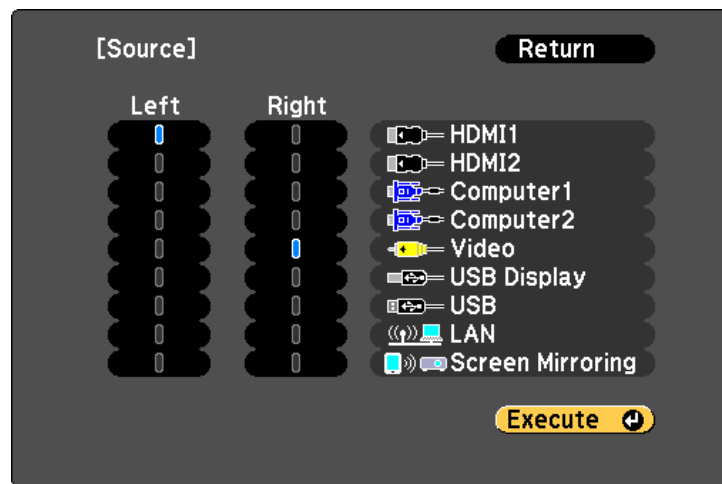 [Source] Return
Left Right
HDMI1
HDMI2
Computer1
Computer2
Video
USB Display
USB
LAN
Screen Mirroring
Execute